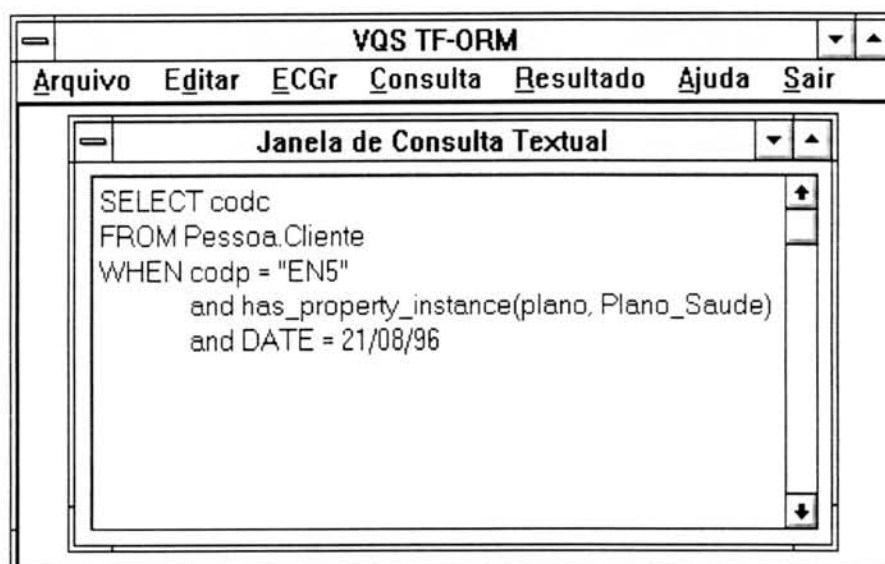 VQS TF-ORM
Arquivo Editar ECGr Consulta Resultado Ajuda Sair
Janela de Consulta Textual
SELECT codc
FROM Pessoa.Cliente
WHEN codp = "EN5"
and has_property_instance(plano, Plano_Saude)
and DATE = 21/08/96